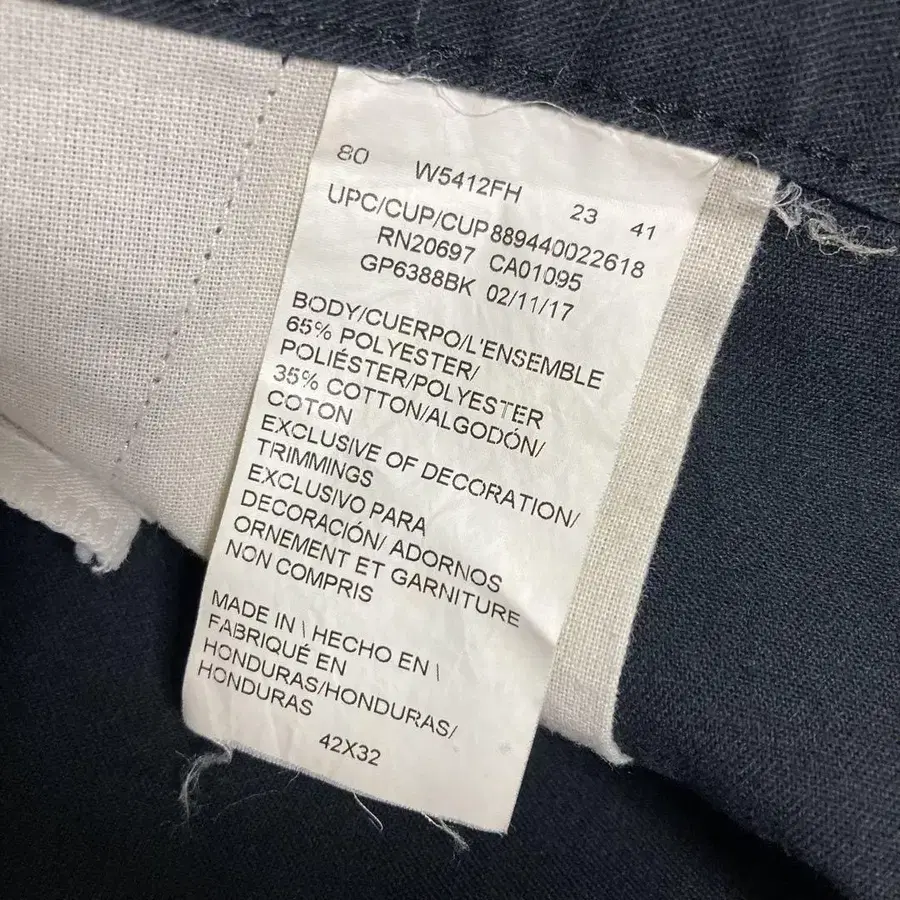 80 W5412FH 23 41
UPC/CUP/CUP 889440022618
RN20697 CA01095
GP6388BK 02/11/17
BODY/CUERPO/L'ENSEMBLE
65% POLYESTER/
POLIÉSTER/POLYESTER
35% COTTON/ALGODÓN/
COTON
EXCLUSIVE OF DECORATION/
TRIMMINGS
EXCLUSIVO PARA
DECORACIÓN/ ADORNOS
ORNEMENT ET GARNITURE
NON COMPRIS
MADE IN \ HECHO EN \
FABRIQUÉ EN
HONDURAS/HONDURAS/
HONDURAS
42X32